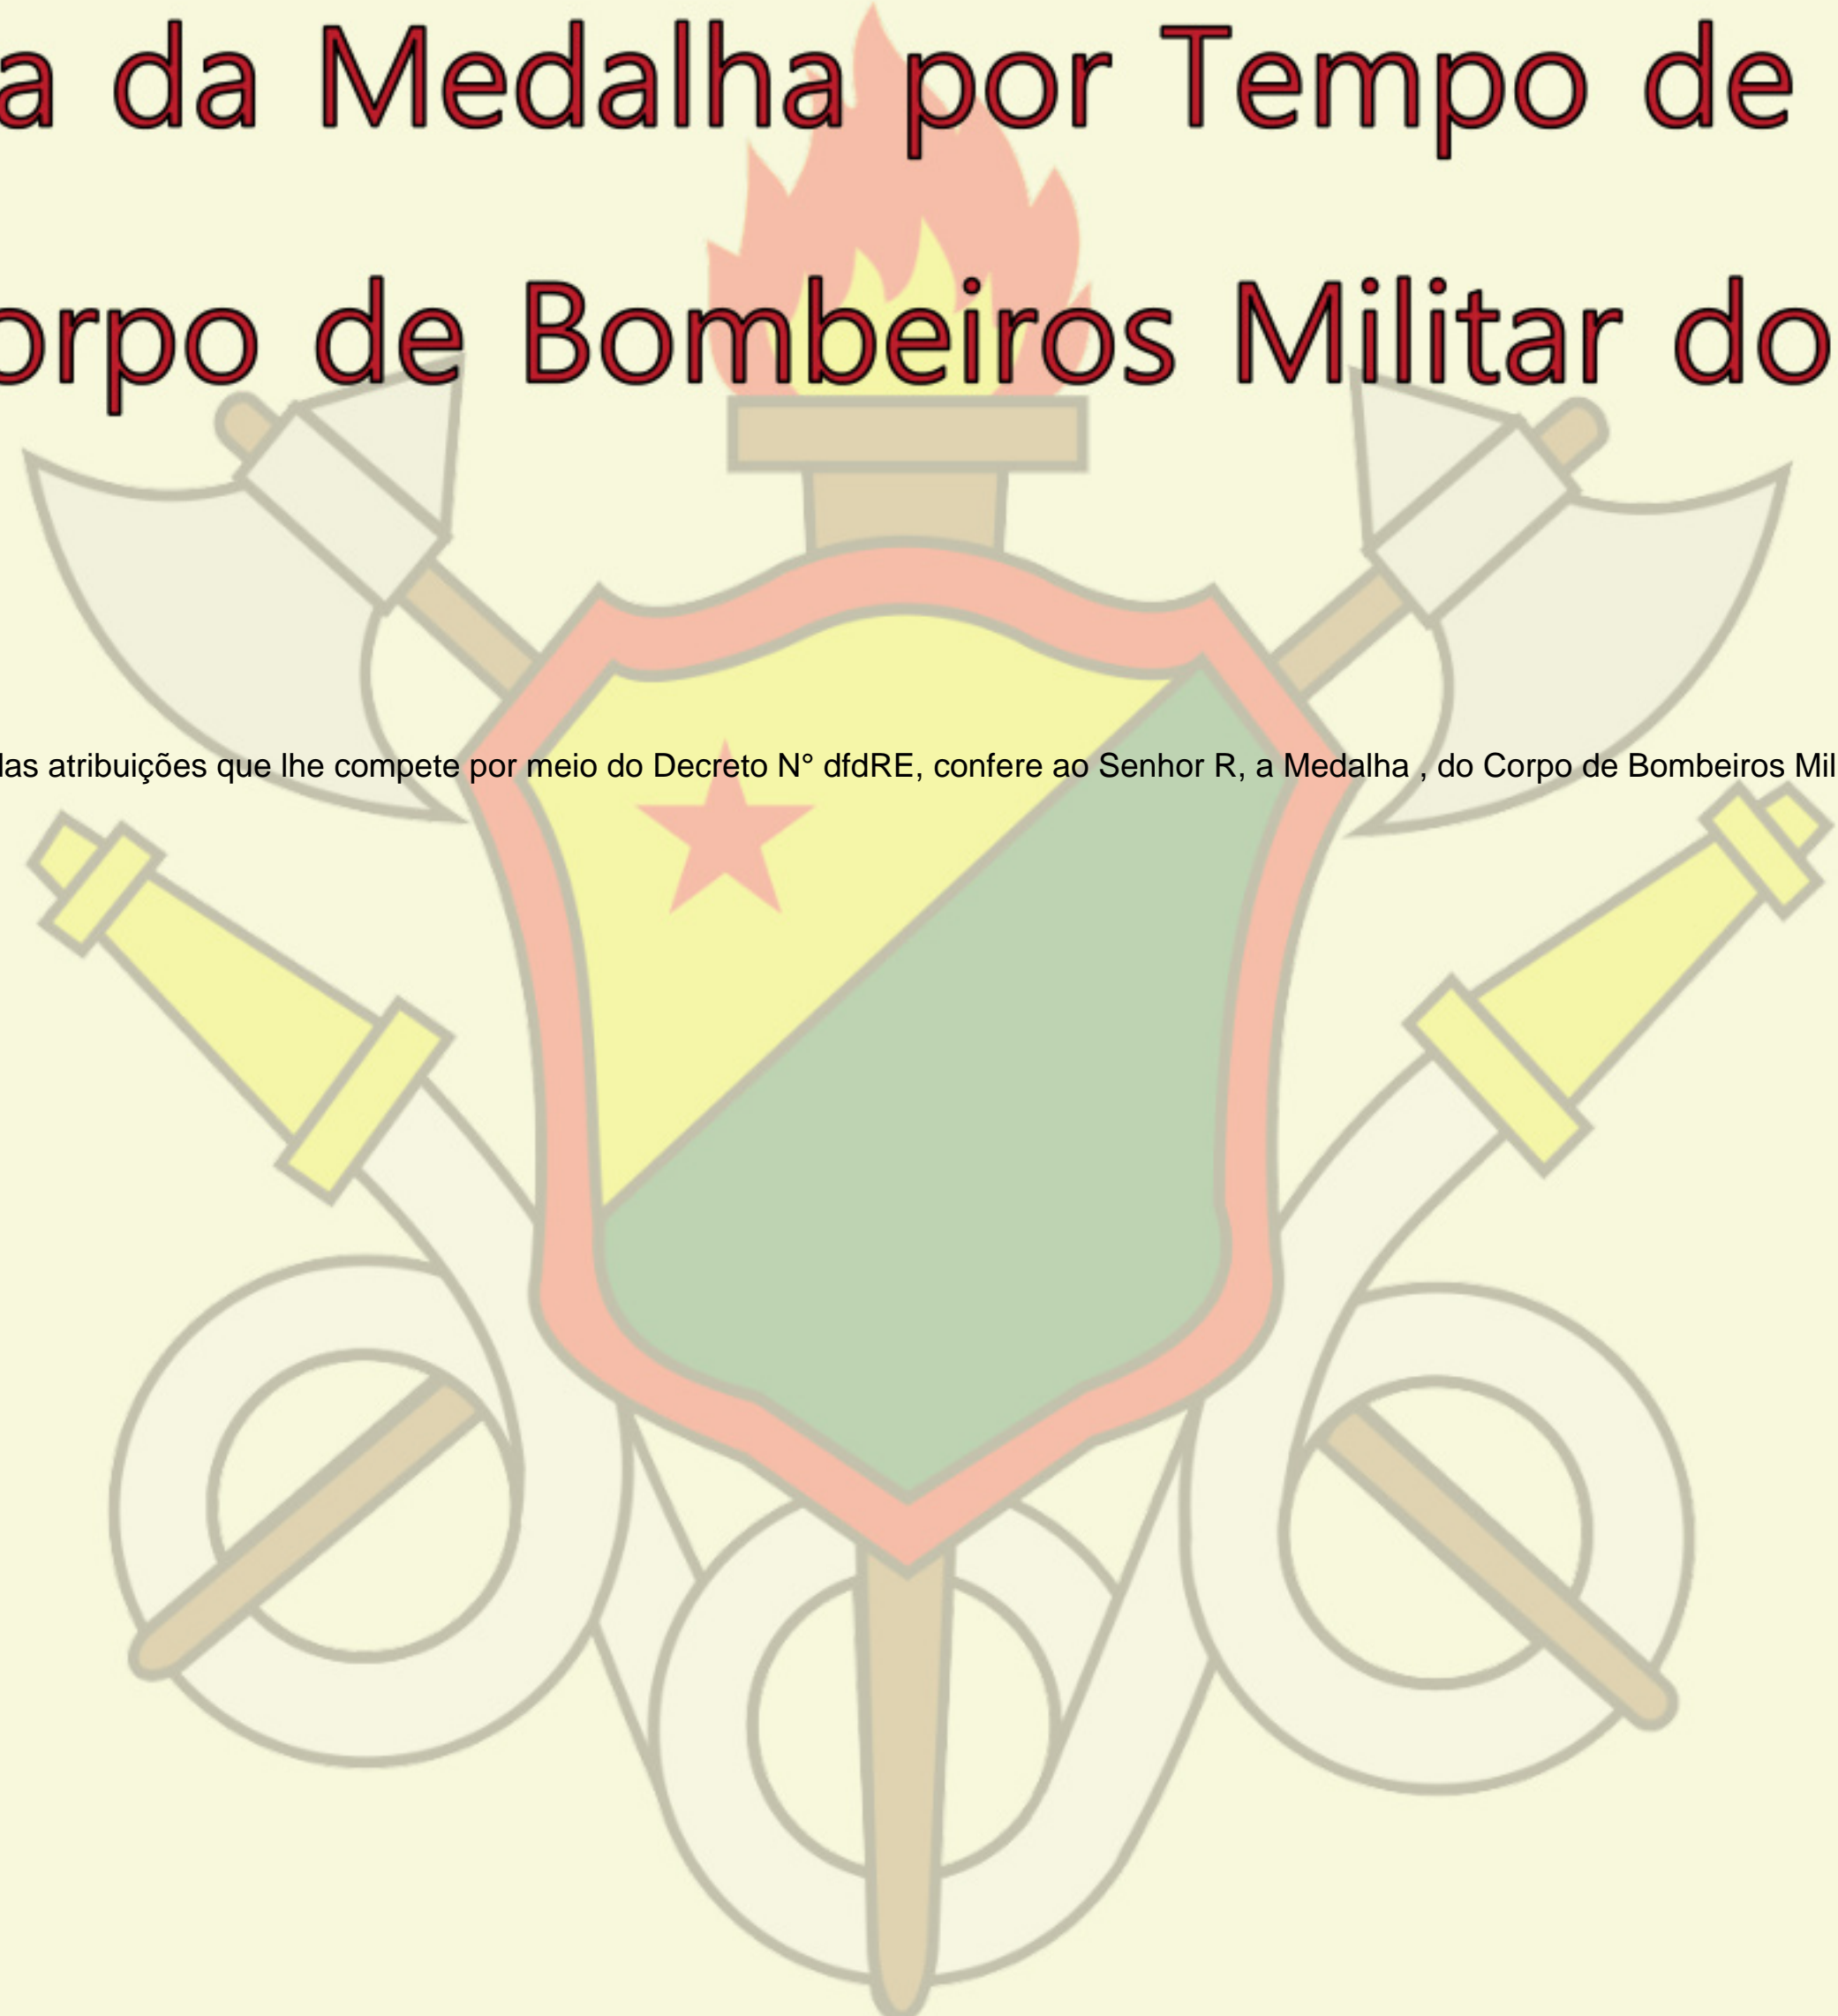 a da Medalha por Tempo de
orpo de Bombeiros Militar do
das atribuições que lhe compete por meio do Decreto N° dfdRE, confere ao Senhor R, a Medalha , do Corpo de Bombeiros Mil